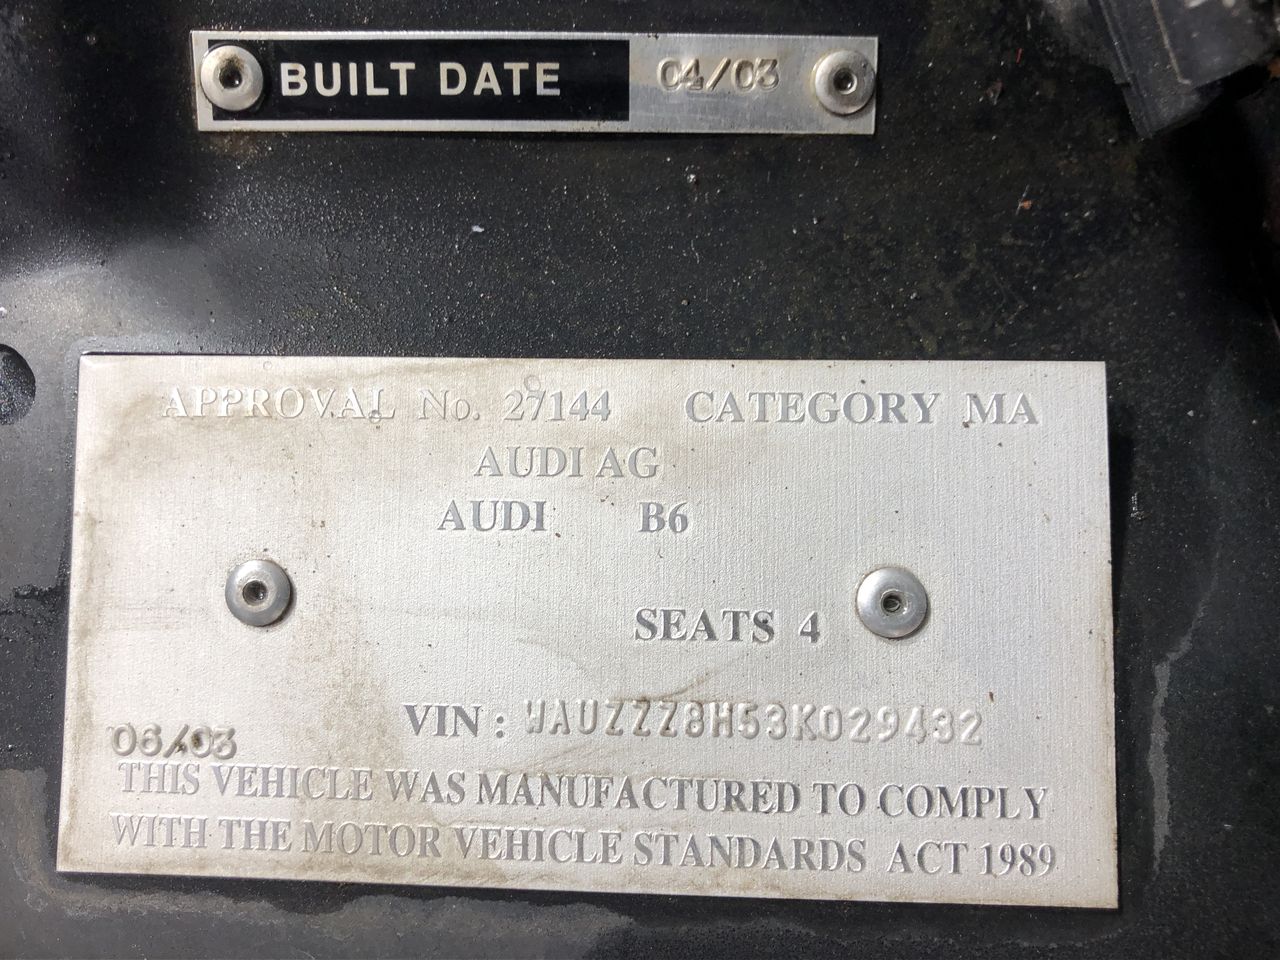 BUILT DATE 04/03
APPROVAL No. 27144 CATEGORY MA
AUDI AG
AUDI B6
SEATS 4
VIN : WAUZZZ8H53K029432
06/03
THIS VEHICLE WAS MANUFACTURED TO COMPLY
WITH THE MOTOR VEHICLE STANDARDS ACT 1989